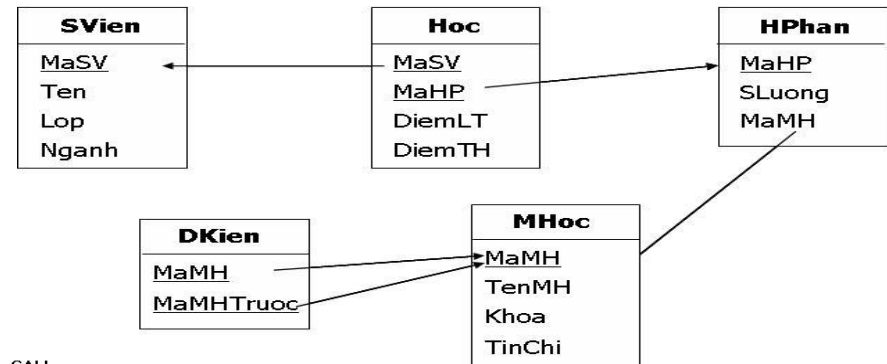 SVien
MaSV
Ten
Lop
Nganh
Hoc
MaSV
MaHP
DiemLT
DiemTH
HPhan
MaHP
SLuong
MaMH
DKien
MaMH
MaMHTruoc
MHoc
MaMH
TenMH
Khoa
TinChi